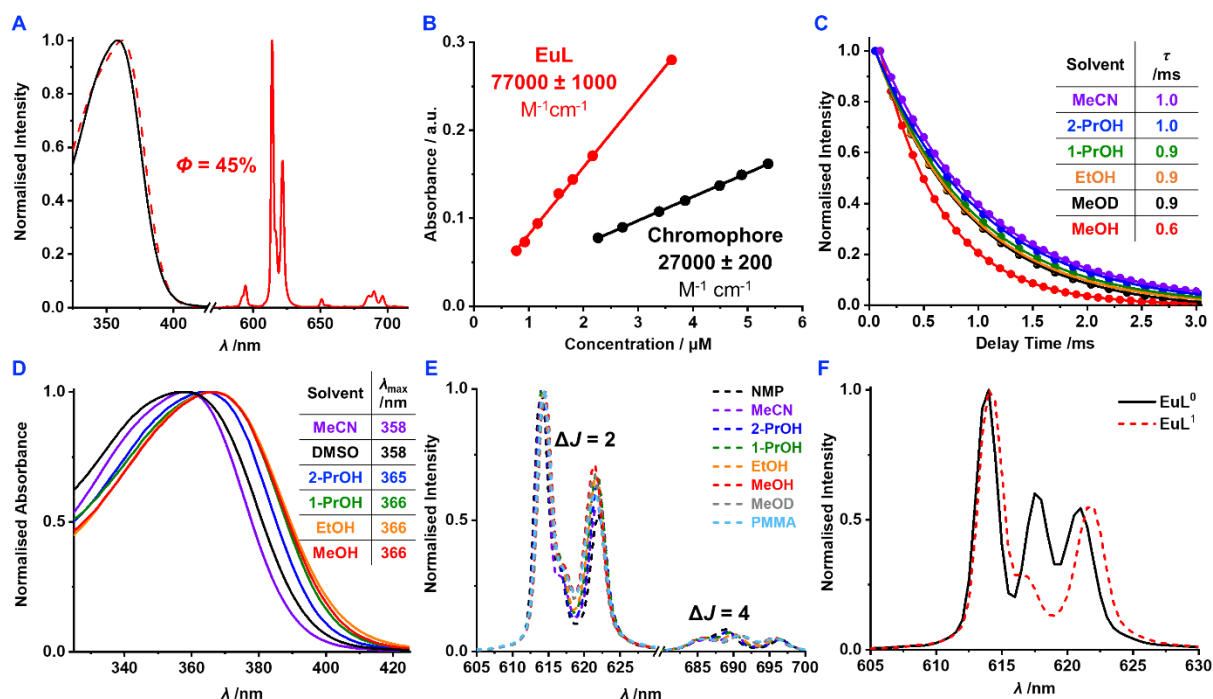 A
Normalised Intensity
1.0
0.8
0.6
0.4
0.2
0.0
Φ = 45%
350 400 600 650 700
λ /nm
B
Absorbance / a.u.
0.3
0.2
0.1
0.0
EuL
77000 ± 1000
M⁻¹cm⁻¹
Chromophore
27000 ± 200
M⁻¹ cm⁻¹
0 1 2 3 4 5 6
Concentration / µM
C
Normalised Intensity
1.0
0.8
0.6
0.4
0.2
0.0
Solvent τ /ms
MeCN 1.0
2-PrOH 1.0
1-PrOH 0.9
EtOH 0.9
MeOD 0.9
MeOH 0.6
0.0 0.5 1.0 1.5 2.0 2.5 3.0
Delay Time /ms
D
Normalised Absorbance
1.0
0.5
0.0
Solvent λmax /nm
MeCN 358
DMSO 358
2-PrOH 365
1-PrOH 366
EtOH 366
MeOH 366
340 360 380 400 420
λ /nm
E
Normalised Intensity
1.0
0.5
0.0
ΔJ = 2
ΔJ = 4
NMP
MeCN
2-PrOH
1-PrOH
EtOH
MeOH
MeOD
PMMA
605 610 615 620 625 685 690 695 700
λ /nm
F
Normalised Intensity
1.0
0.5
0.0
EuL⁰
EuL¹
605 610 615 620 625 630
λ /nm